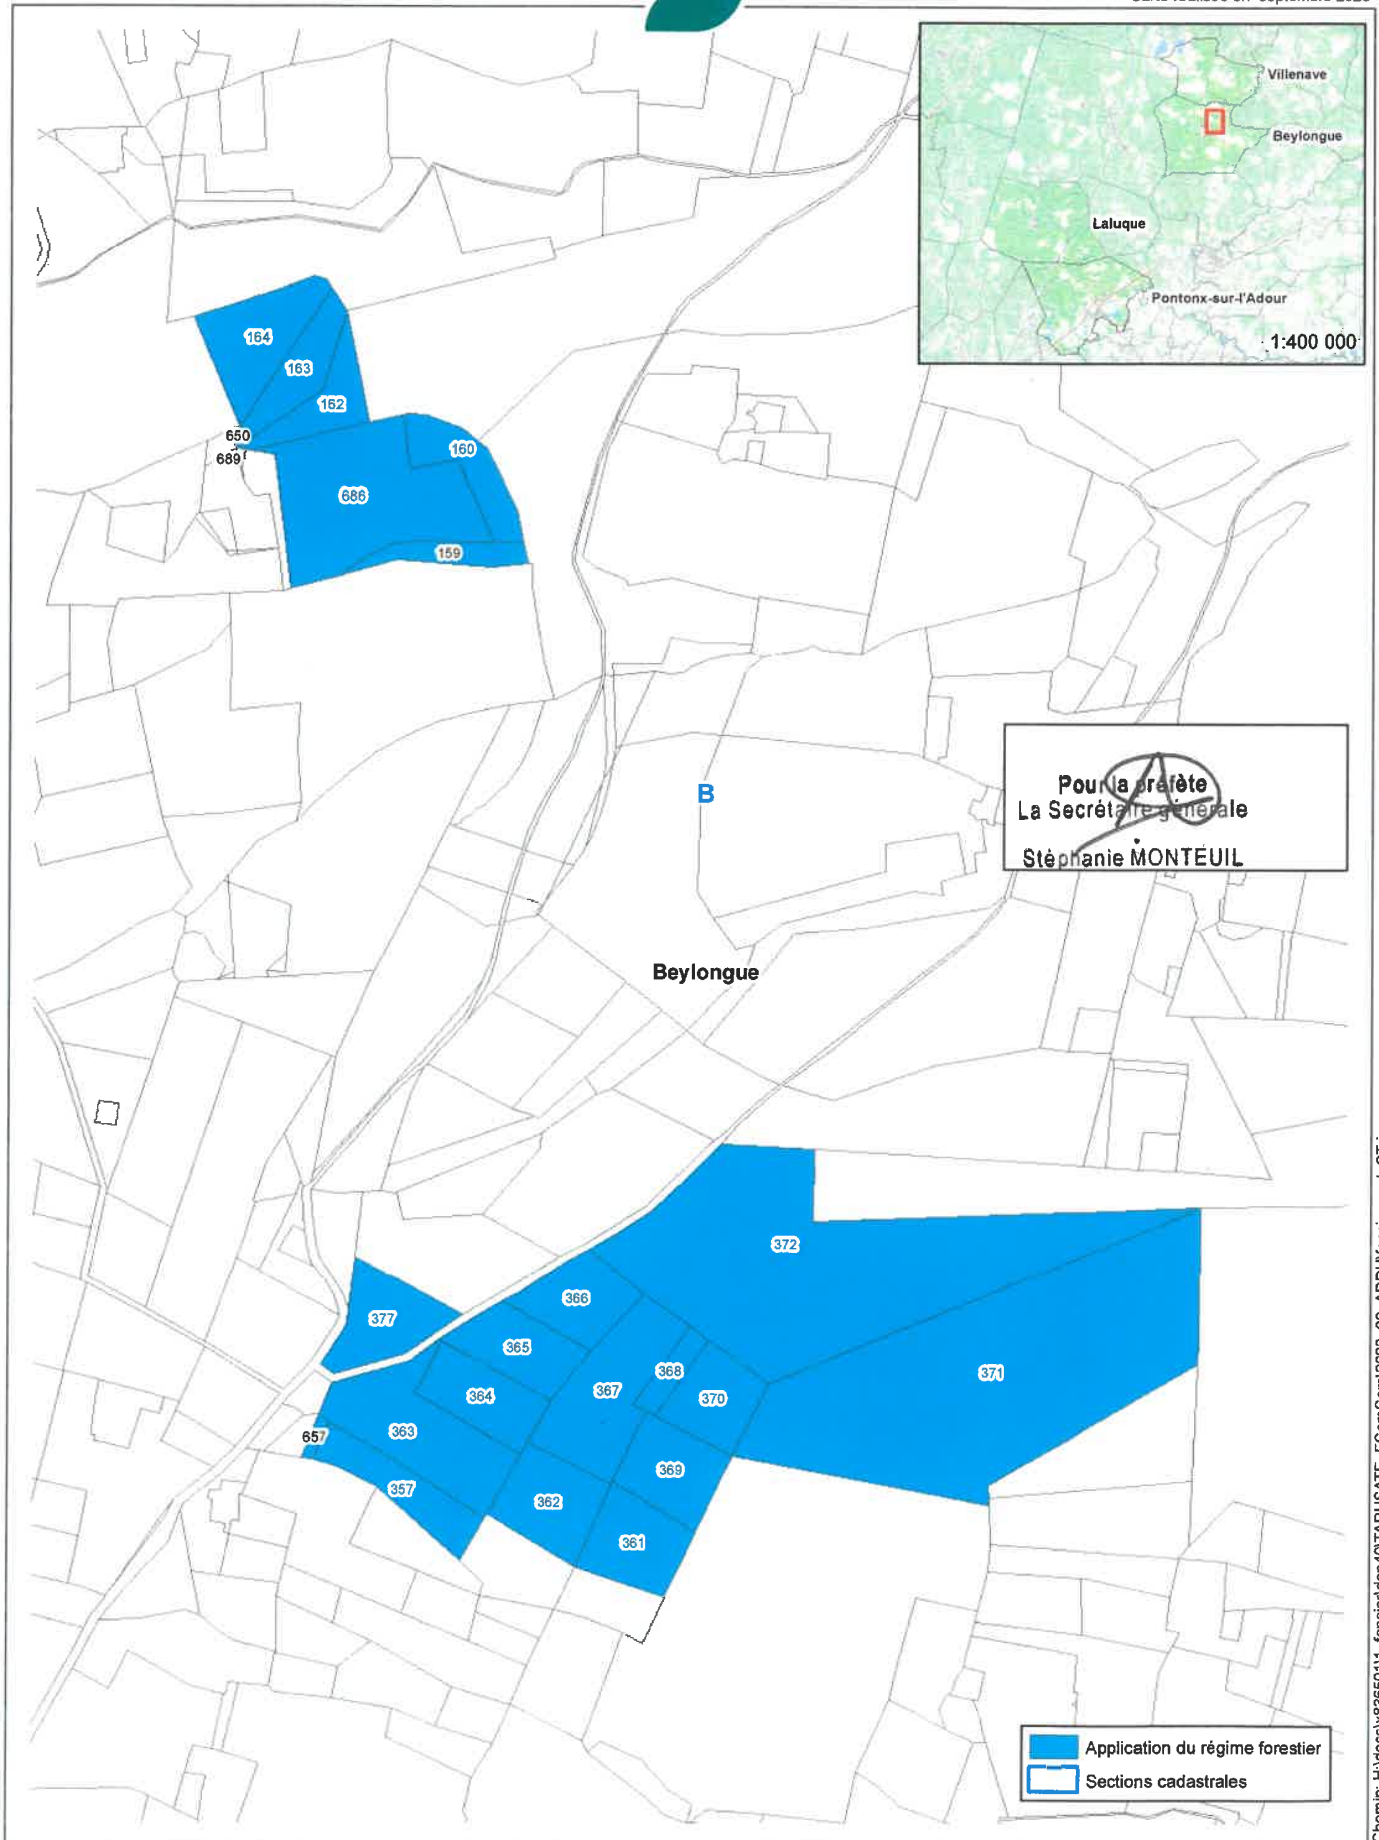 Villenave
Beylongue
Laluque
Pontonx-sur-l'Adour
1:400 000
164
163
162
650
689
160
686
159
B
Pour la préfète
La Secrétaire générale
Stéphanie MONTEUIL
Beylongue
372
366
377
365
368
371
364
367
370
363
657
369
357
362
361
Application du régime forestier
Sections cadastrales